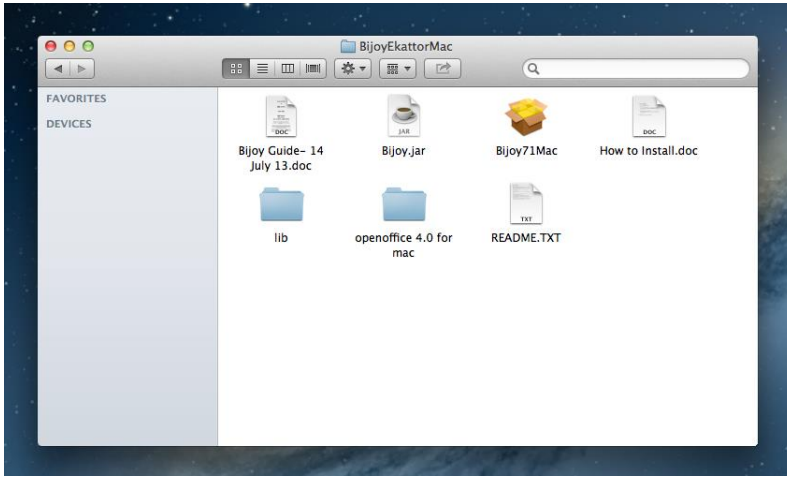 BijoyEkattorMac
FAVORITES
DEVICES
DOC
JAR
DOC
Bijoy Guide- 14
July 13.doc
Bijoy.jar
Bijoy71Mac
How to Install.doc
TXT
lib
openoffice 4.0 for
mac
README.TXT